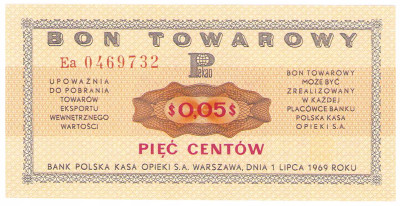 BON TOWAROWY
Ea 0469732
Pekao
UPOWAŻNIA
DO POBRANIA
TOWARÓW
EKSPORTU
WEWNĘTRZNEGO
WARTOŚCI
$0,05$
BON TOWAROWY
MOŻE BYĆ
ZREALIZOWANY
W KAŻDEJ
PLACÓWCE BANKU
POLSKA KASA
OPIEKI S.A.
PIĘĆ CENTÓW
BANK POLSKA KASA OPIEKI S.A. WARSZAWA, DNIA 1 LIPCA 1969 ROKU